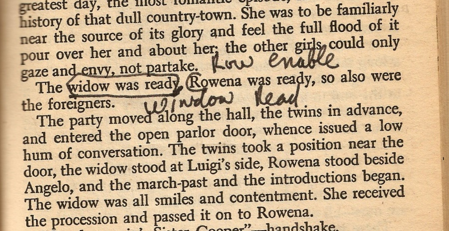 greatest day, the most romantic episode,
history of that dull country-town. She was to be familiarly
near the source of its glory and feel the full flood of it
pour over her and about her; the other girls could only
gaze and envy, not partake. Row enable
The widow was ready. Rowena was ready, so also were
the foreigners. window Read
The party moved along the hall, the twins in advance,
and entered the open parlor door, whence issued a low
hum of conversation. The twins took a position near the
door, the widow stood at Luigi's side, Rowena stood beside
Angelo, and the march-past and the introductions began.
The widow was all smiles and contentment. She received
the procession and passed it on to Rowena.
Sister Cooper"—handshake.